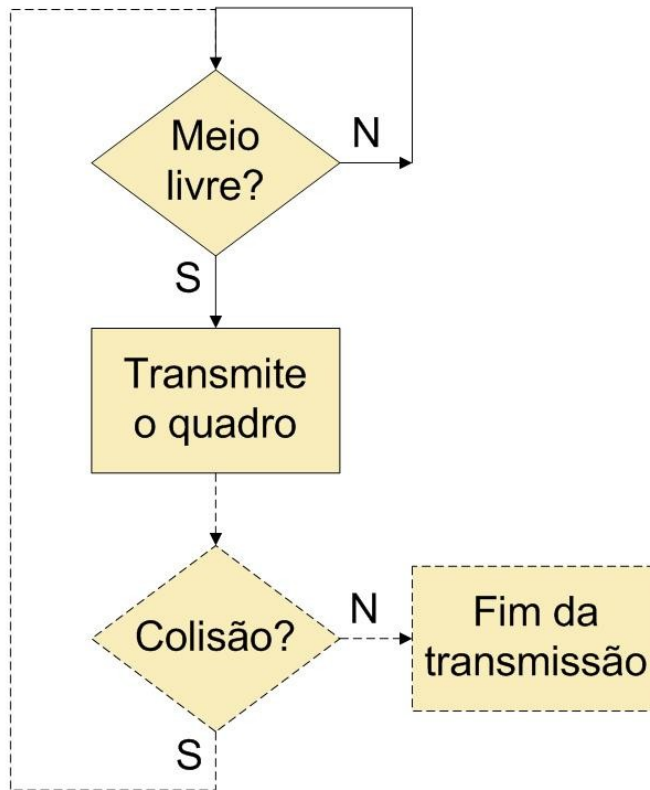 Meio
livre?
N
S
Transmite
o quadro
Colisão?
N
Fim da
transmissão
S